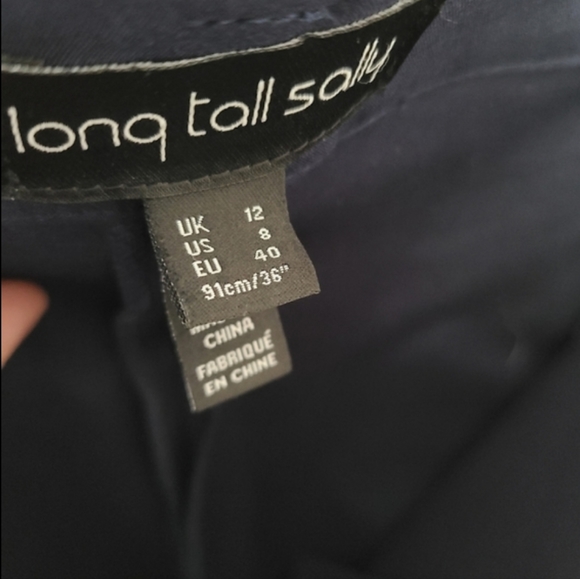 long tall sally
UK 12
US 8
EU 40
91cm/36"
CHINA
FABRIQUÉ
EN CHINE